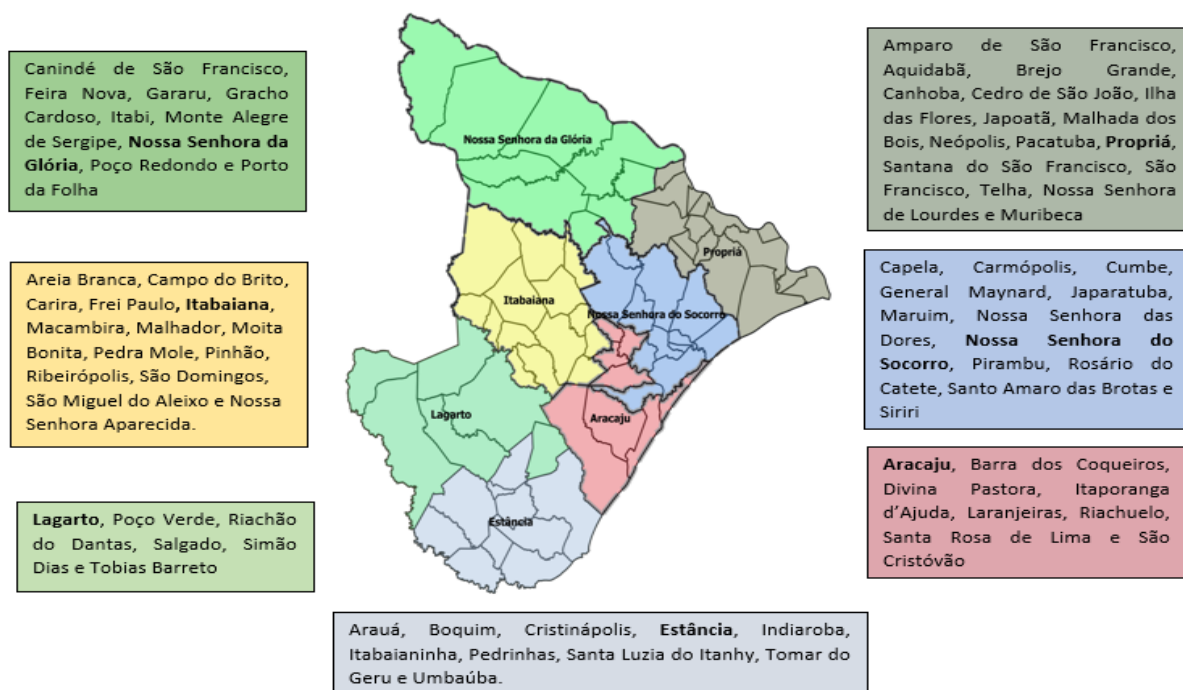 Canindé de São Francisco,
Feira Nova, Gararu, Gracho
Cardoso, Itabi, Monte Alegre
de Sergipe, Nossa Senhora da
Glória, Poço Redondo e Porto
da Folha
Areia Branca, Campo do Brito,
Carira, Frei Paulo, Itabaiana,
Macambira, Malhador, Moita
Bonita, Pedra Mole, Pinhão,
Ribeirópolis, São Domingos,
São Miguel do Aleixo e Nossa
Senhora Aparecida.
Lagarto, Poço Verde, Riachão
do Dantas, Salgado, Simão
Dias e Tobias Barreto
Nossa Senhora da Glória
Propriá
Itabaiana
Nossa Senhora do Socorro
Lagarto
Aracaju
Estância
Amparo de São Francisco,
Aquidabã, Brejo Grande,
Canhoba, Cedro de São João, Ilha
das Flores, Japoatã, Malhada dos
Bois, Neópolis, Pacatuba, Propriá,
Santana do São Francisco, São
Francisco, Telha, Nossa Senhora
de Lourdes e Muribeca
Capela, Carmópolis, Cumbe,
General Maynard, Japaratuba,
Maruim, Nossa Senhora das
Dores, Nossa Senhora do
Socorro, Pirambu, Rosário do
Catete, Santo Amaro das Brotas e
Siriri
Aracaju, Barra dos Coqueiros,
Divina Pastora, Itaporanga
d’Ajuda, Laranjeiras, Riachuelo,
Santa Rosa de Lima e São
Cristóvão
Arauá, Boquim, Cristinápolis, Estância, Indiaroba,
Itabaianinha, Pedrinhas, Santa Luzia do Itanhy, Tomar do
Geru e Umbaúba.